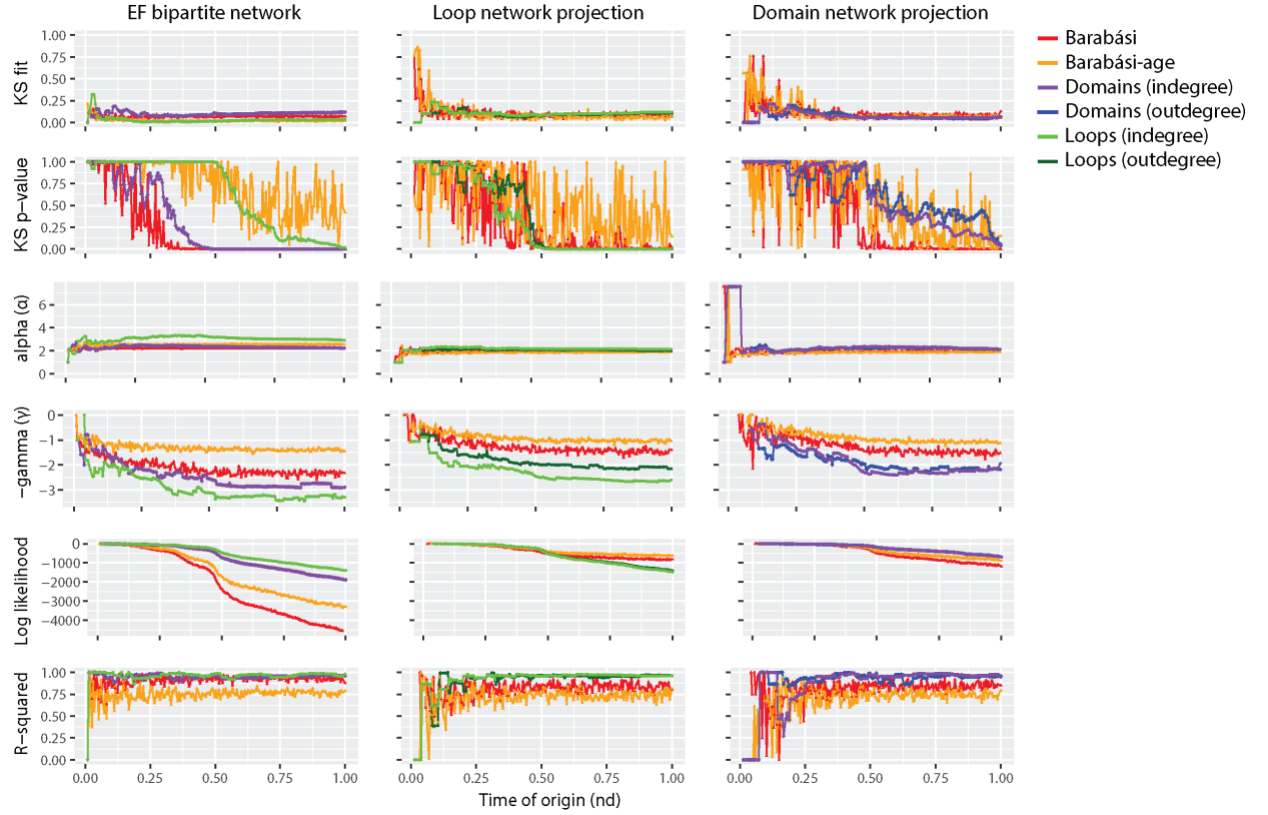 EF bipartite network
Loop network projection
Domain network projection
Barabási
Barabási-age
Domains (indegree)
Domains (outdegree)
Loops (indegree)
Loops (outdegree)
KS fit
1.00
0.75
0.50
0.25
0.00
KS p−value
1.00
0.75
0.50
0.25
0.00
alpha (α)
6
4
2
0
−gamma (γ)
0
−1
−2
−3
Log likelihood
0
−1000
−2000
−3000
−4000
R−squared
1.00
0.75
0.50
0.25
0.00
0.00 0.25 0.50 0.75 1.00
0.00 0.25 0.50 0.75 1.00
0.00 0.25 0.50 0.75 1.00
Time of origin (nd)